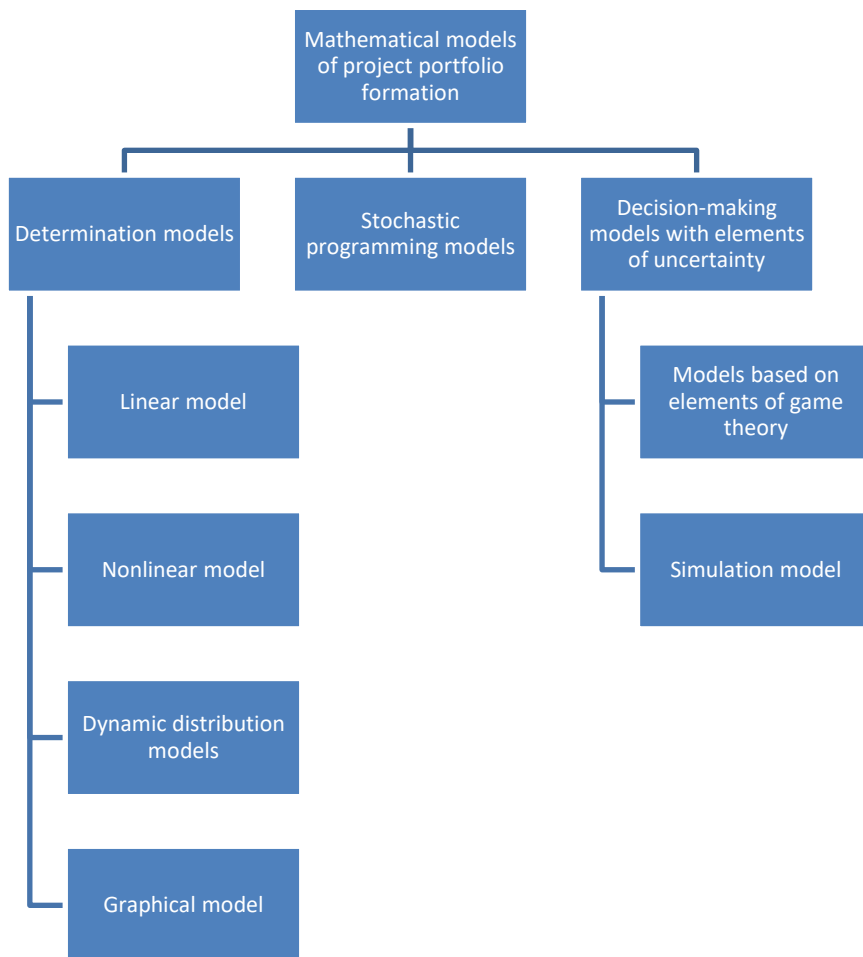 Mathematical models
of project portfolio
formation
Determination models
Stochastic
programming models
Decision-making
models with elements
of uncertainty
Linear model
Nonlinear model
Dynamic distribution
models
Graphical model
Models based on
elements of game
theory
Simulation model